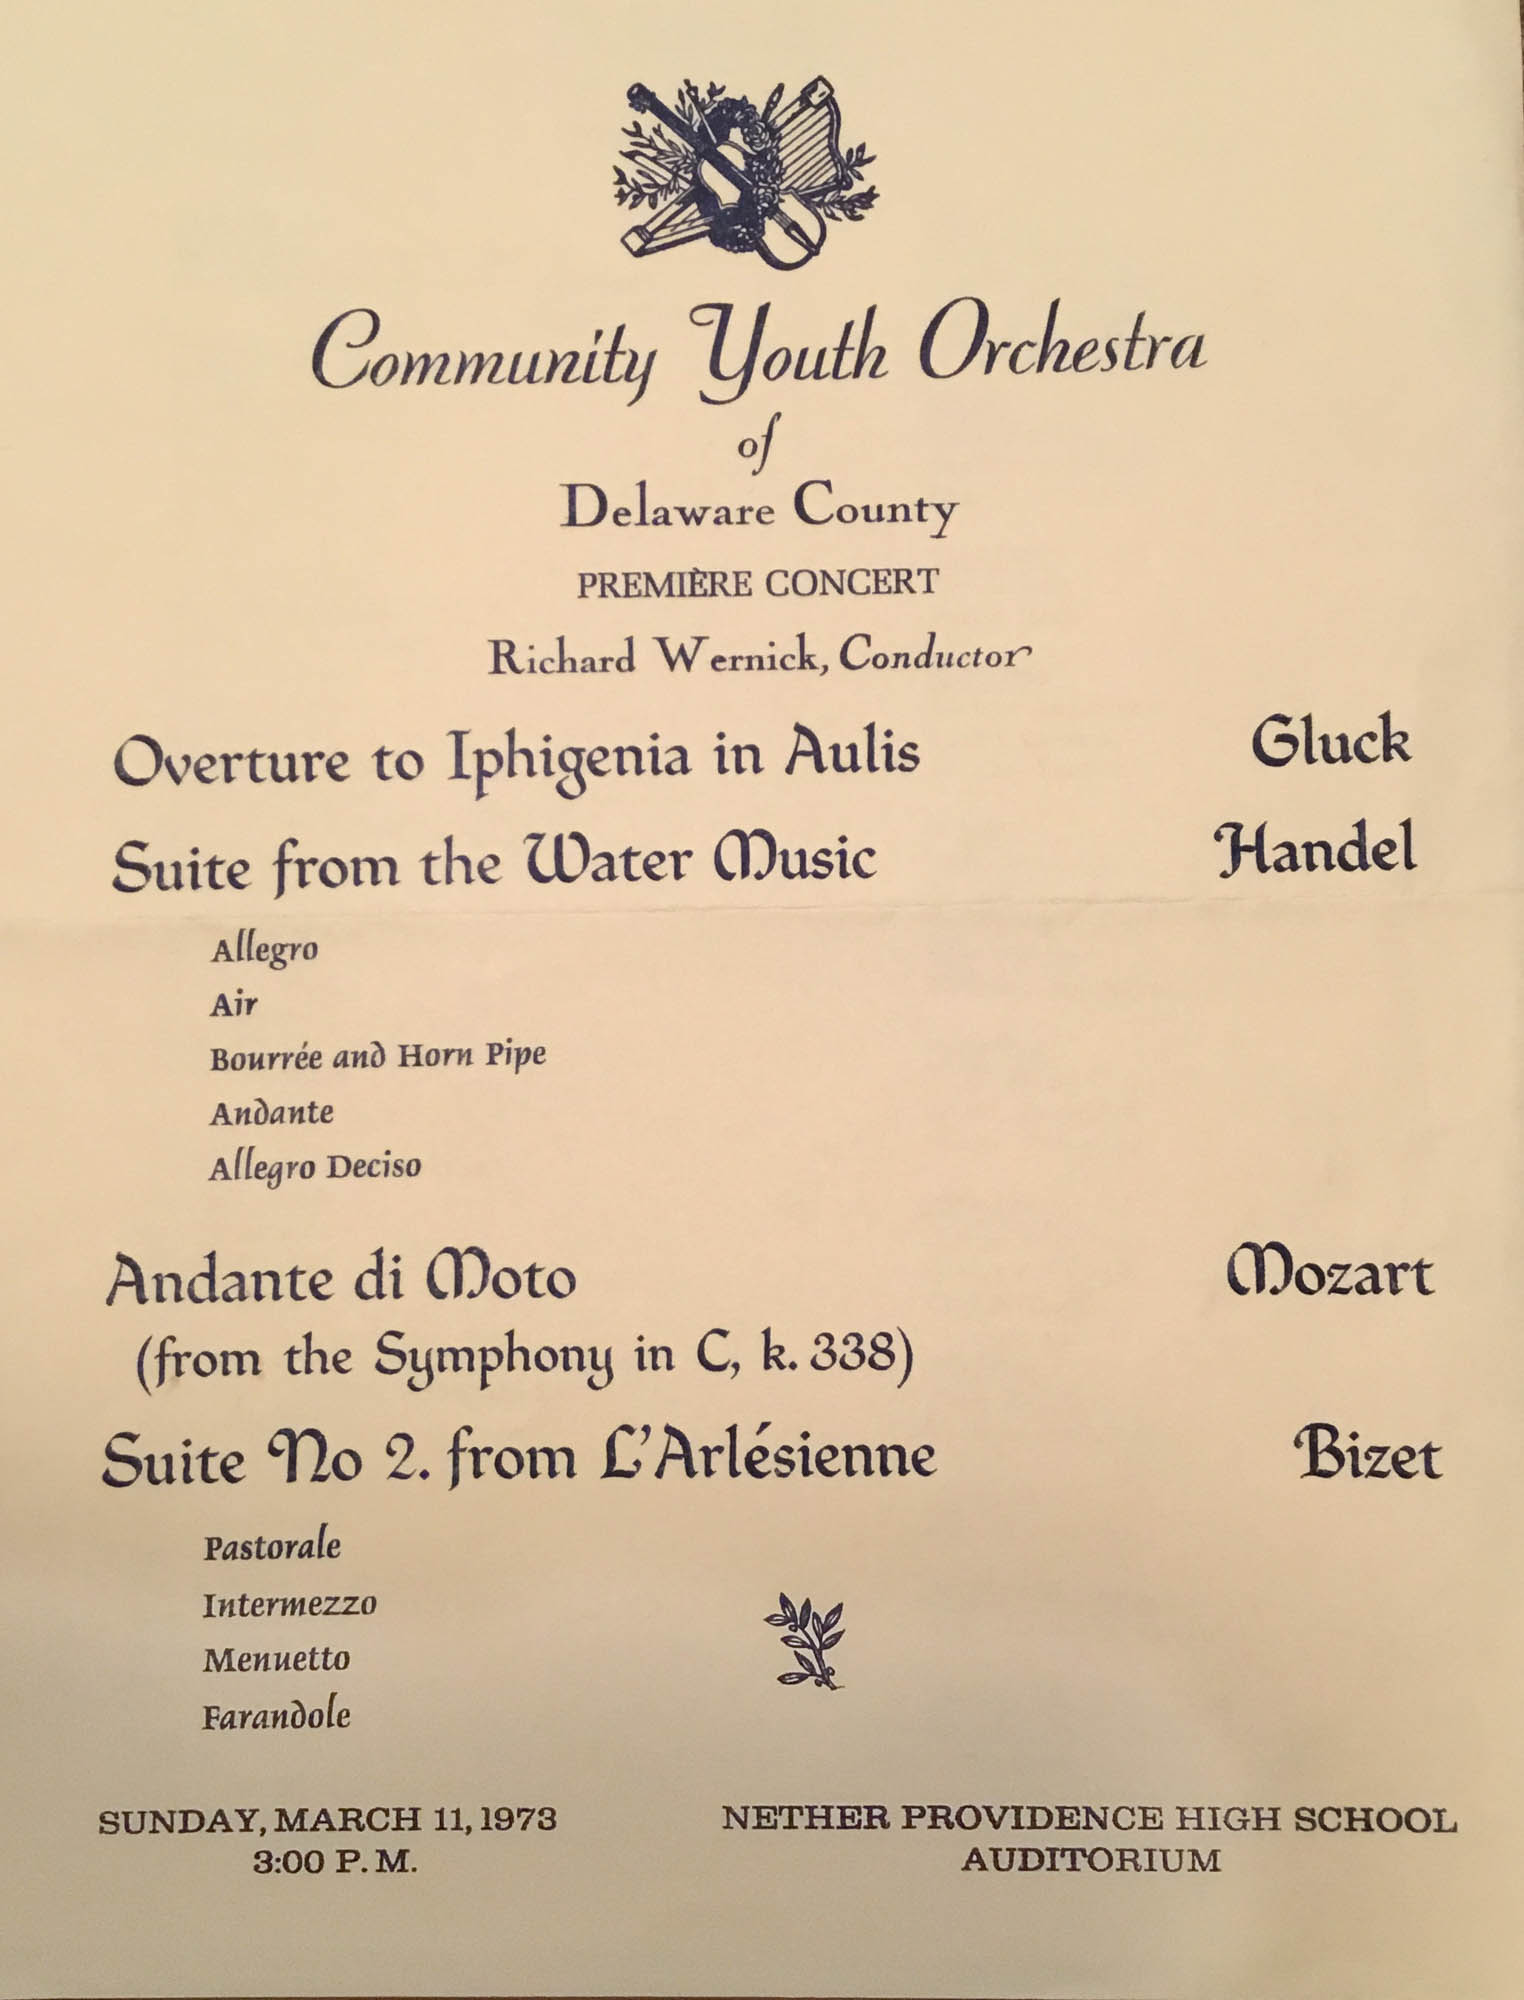 Community Youth Orchestra
of
Delaware County
PREMIÈRE CONCERT
Richard Wernick, Conductor
Overture to Iphigenia in Aulis Gluck
Suite from the Water Music Handel
Allegro
Air
Bourrée and Horn Pipe
Andante
Allegro Deciso
Andante di Moto Mozart
(from the Symphony in C, k. 338)
Suite No 2. from L'Arlésienne Bizet
Pastorale
Intermezzo
Menuetto
Farandole
SUNDAY, MARCH 11, 1973 NETHER PROVIDENCE HIGH SCHOOL
3:00 P. M. AUDITORIUM